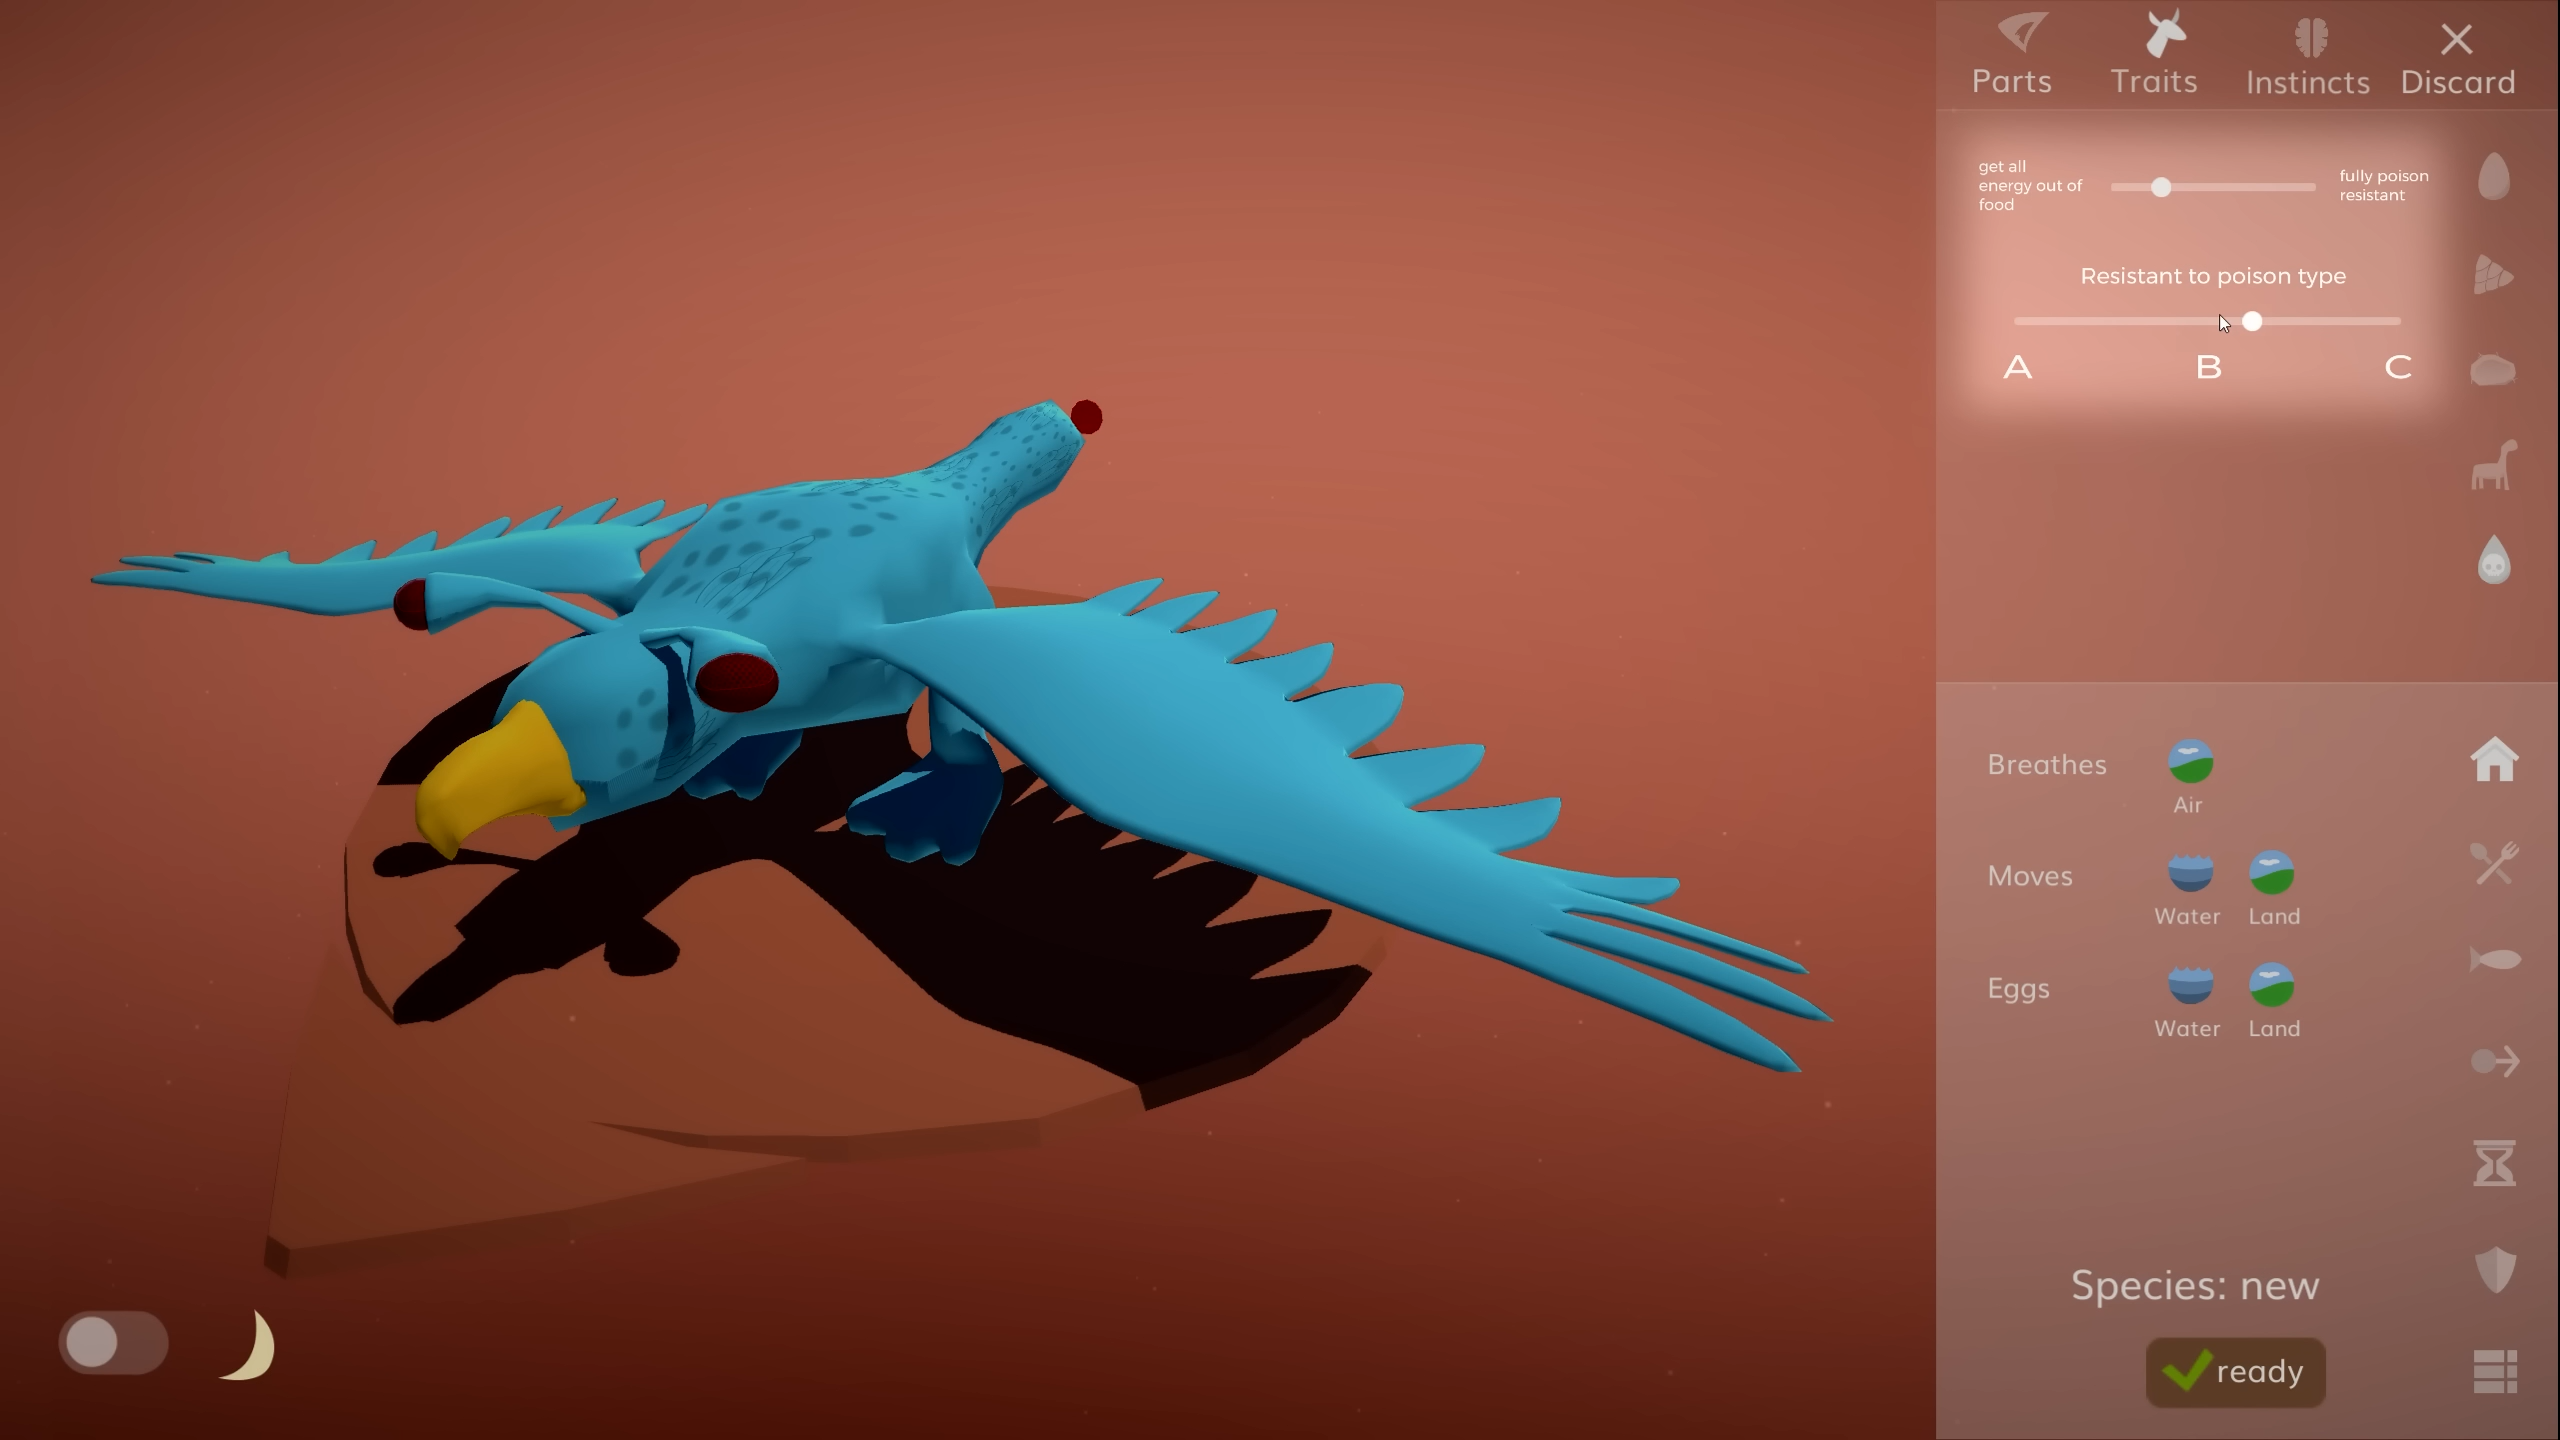 Parts Traits Instincts Discard
get all
energy out of
food
fully poison
resistant
Resistant to poison type
A B C
Breathes
Air
Moves
Water Land
Eggs
Water Land
Species: new
ready